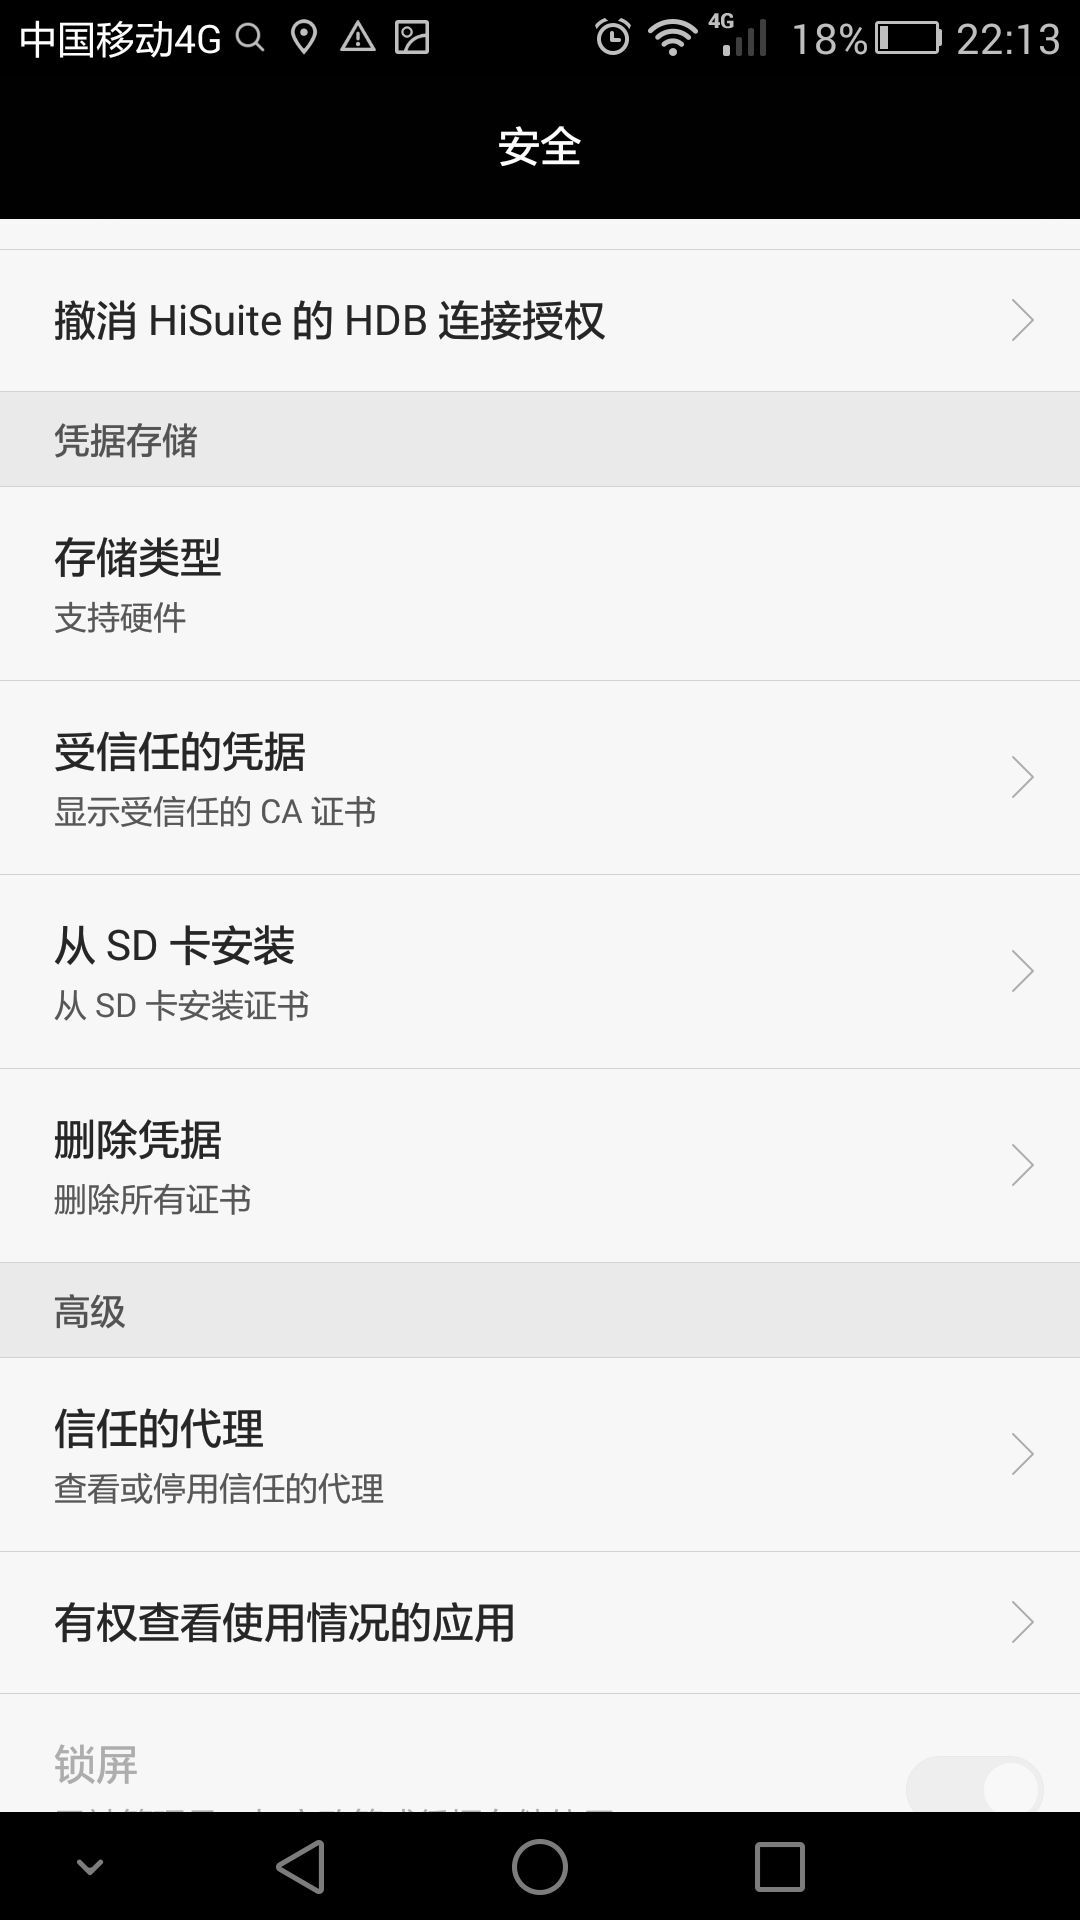 中国移动4G 4G 18% 22:13
安全
撤消 HiSuite 的 HDB 连接授权
凭据存储
存储类型
支持硬件
受信任的凭据
显示受信任的 CA 证书
从 SD 卡安装
从 SD 卡安装证书
删除凭据
删除所有证书
高级
信任的代理
查看或停用信任的代理
有权查看使用情况的应用
锁屏